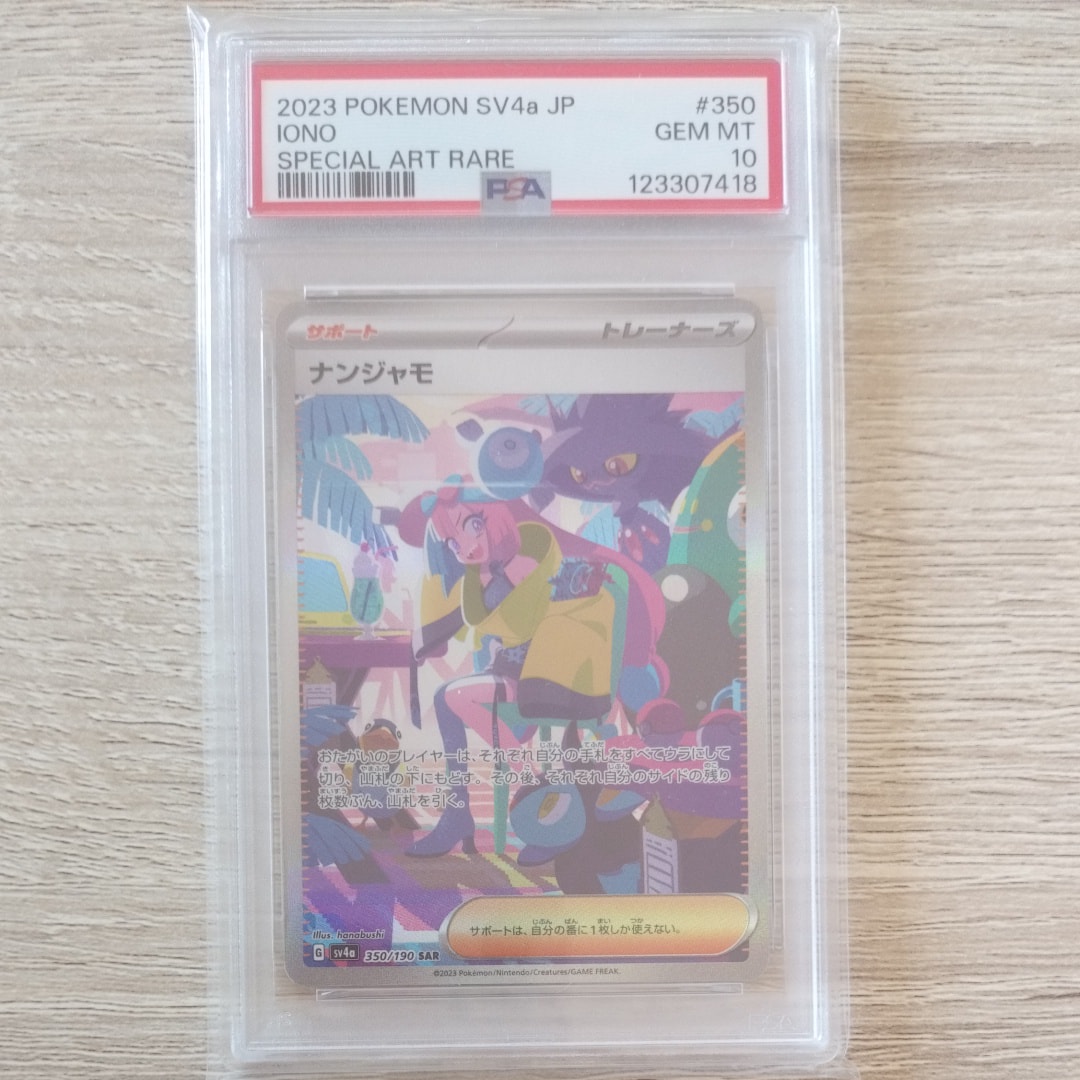 2023 POKEMON SV4a JP #350
IONO GEM MT
SPECIAL ART RARE 10
PSA 123307418
サポート トレーナーズ
ナンジャモ
おたがいのプレイヤーは、それぞれ自分の手札をすべてウラにして
切り、山札の下にもどす。その後、それぞれ自分のサイドの残り
枚数ぶん、山札を引く。
サポートは、自分の番に1枚しか使えない。
Illus. hanabushi
G SV4a 350/190 SAR
©2023 Pokémon/Nintendo/Creatures/GAME FREAK.